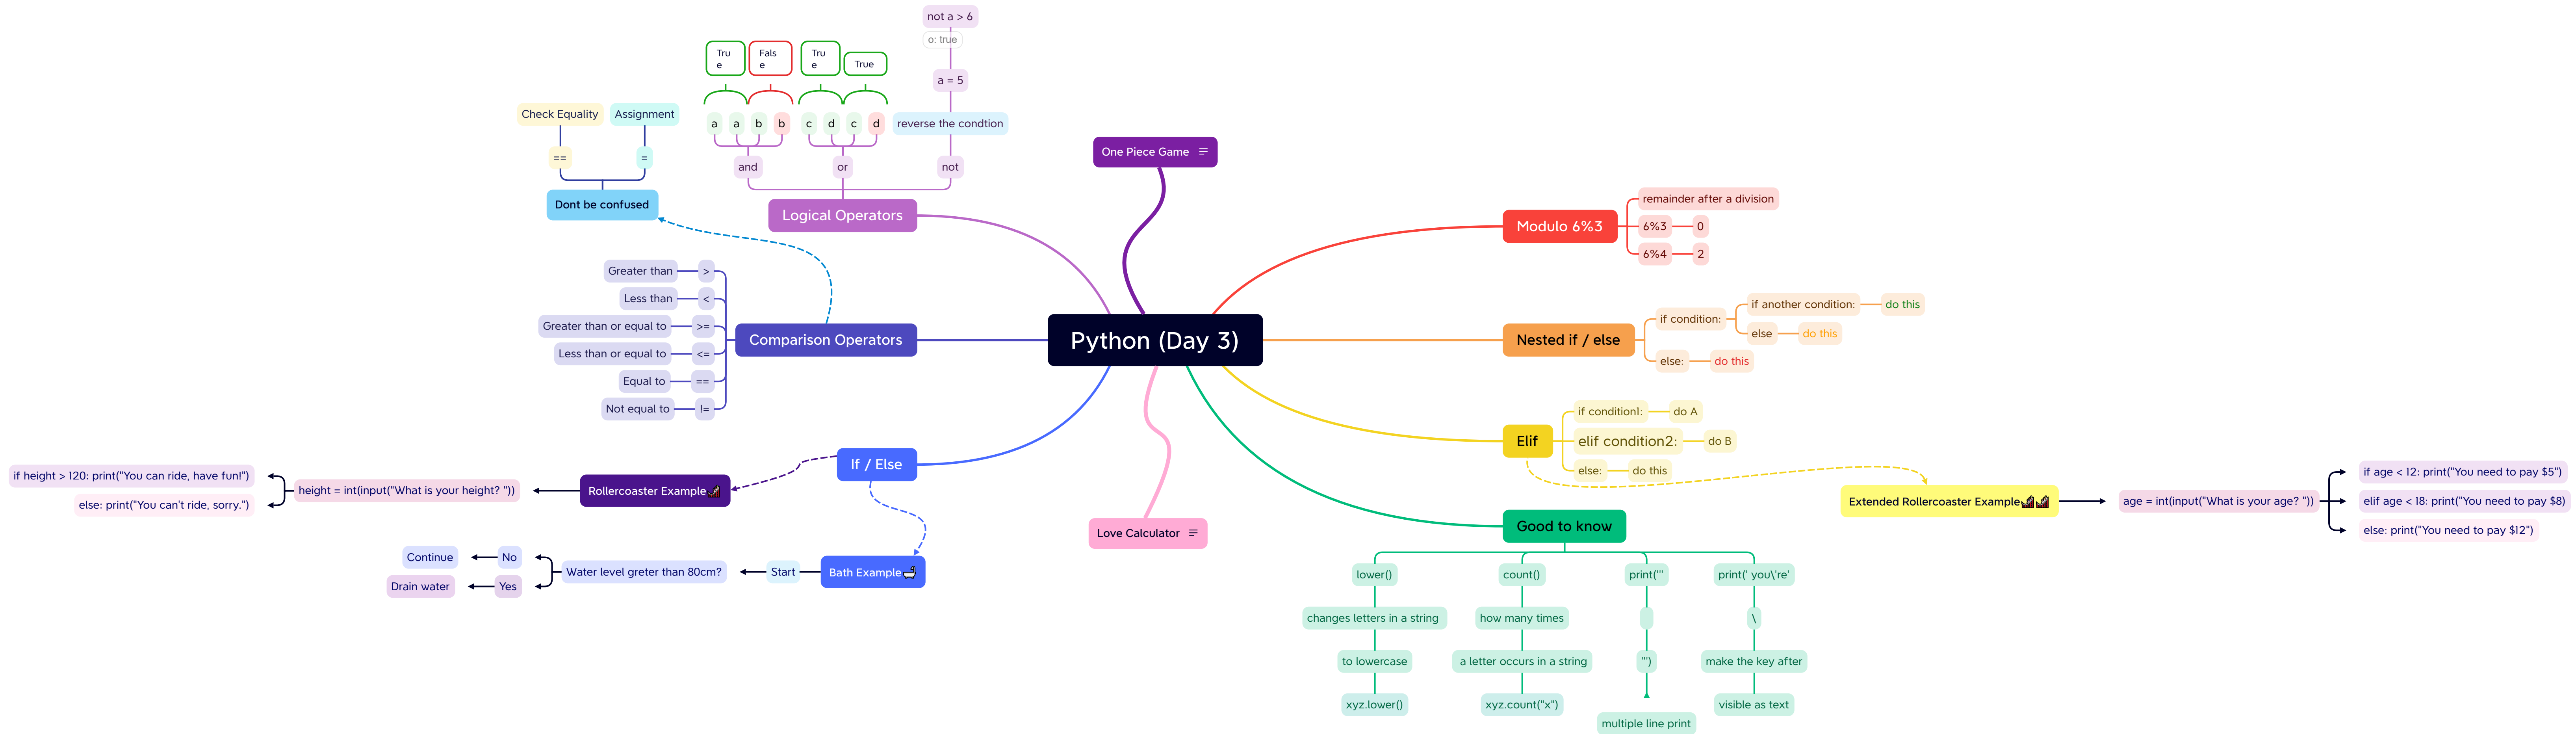 Python (Day 3)
One Piece Game
Love Calculator
Logical Operators
and
a
a
b
b
Tru
e
Fals
e
or
c
d
c
d
Tru
e
True
not
reverse the condtion
a = 5
o: true
not a > 6
Dont be confused
==
Check Equality
=
Assignment
Comparison Operators
>
Greater than
<
Less than
>=
Greater than or equal to
<=
Less than or equal to
==
Equal to
!=
Not equal to
If / Else
Rollercoaster Example
height = int(input("What is your height? "))
if height > 120: print("You can ride, have fun!")
else: print("You can't ride, sorry.")
Bath Example
Start
Water level greter than 80cm?
No
Continue
Yes
Drain water
Modulo 6%3
remainder after a division
6%3
0
6%4
2
Nested if / else
if condition:
if another condition:
do this
else
do this
else:
do this
Elif
if condition1:
do A
elif condition2:
do B
else:
do this
Extended Rollercoaster Example
age = int(input("What is your age? "))
if age < 12: print("You need to pay $5")
elif age < 18: print("You need to pay $8)
else: print("You need to pay $12")
Good to know
lower()
changes letters in a string
to lowercase
xyz.lower()
count()
how many times
a letter occurs in a string
xyz.count("x")
print('''
''')
multiple line print
print(' you\'re'
\
make the key after
visible as text